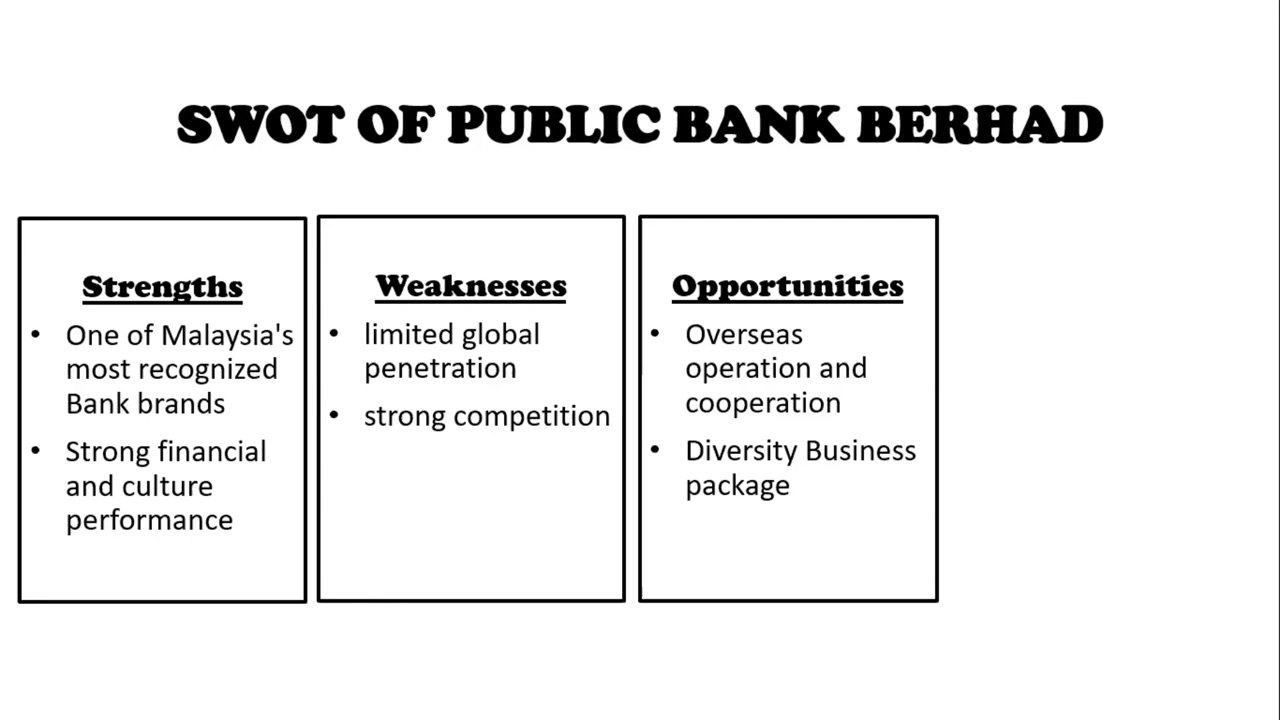 SWOT OF PUBLIC BANK BERHAD
Strengths
• One of Malaysia's
most recognized
Bank brands
• Strong financial
and culture
performance
Weaknesses
• limited global
penetration
• strong competition
Opportunities
• Overseas
operation and
cooperation
• Diversity Business
package